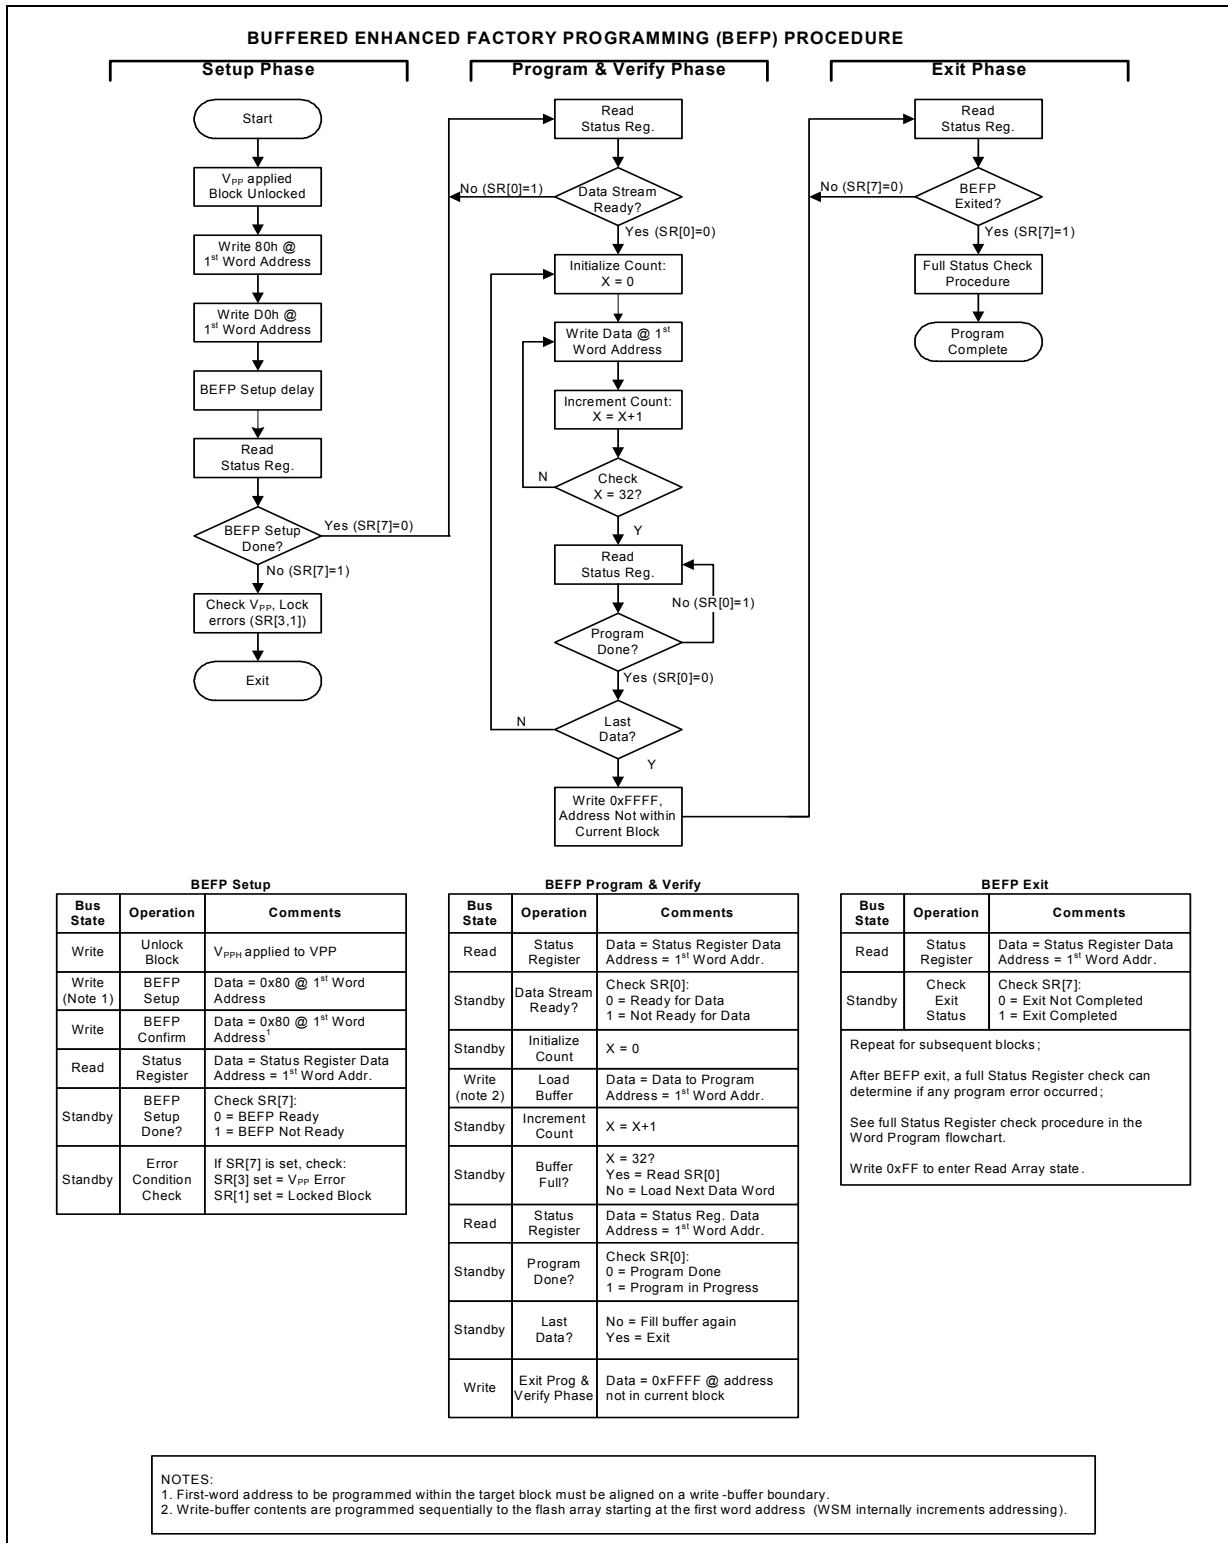 BUFFERED ENHANCED FACTORY PROGRAMMING (BEFP) PROCEDURE
Setup Phase
Start
VPP applied
Block Unlocked
Write 80h @
1st Word Address
Write D0h @
1st Word Address
BEFP Setup delay
Read
Status Reg.
BEFP Setup
Done?
Yes (SR[7]=0)
No (SR[7]=1)
Check VPP, Lock
errors (SR[3,1])
Exit
Program & Verify Phase
Read
Status Reg.
No (SR[0]=1)
Data Stream
Ready?
Yes (SR[0]=0)
Initialize Count:
X = 0
Write Data @ 1st
Word Address
Increment Count:
X = X+1
N
Check
X = 32?
Y
Read
Status Reg.
No (SR[0]=1)
Program
Done?
Yes (SR[0]=0)
N
Last
Data?
Y
Write 0xFFFF,
Address Not within
Current Block
Exit Phase
Read
Status Reg.
No (SR[7]=0)
BEFP
Exited?
Yes (SR[7]=1)
Full Status Check
Procedure
Program
Complete
BEFP Setup
Bus
State
Operation
Comments
Write
Unlock
Block
VPPH applied to VPP
Write
(Note 1)
BEFP
Setup
Data = 0x80 @ 1st Word
Address
Write
BEFP
Confirm
Data = 0x80 @ 1st Word
Address1
Read
Status
Register
Data = Status Register Data
Address = 1st Word Addr.
Standby
BEFP
Setup
Done?
Check SR[7]:
0 = BEFP Ready
1 = BEFP Not Ready
Standby
Error
Condition
Check
If SR[7] is set, check:
SR[3] set = VPP Error
SR[1] set = Locked Block
BEFP Program & Verify
Bus
State
Operation
Comments
Read
Status
Register
Data = Status Register Data
Address = 1st Word Addr.
Standby
Data Stream
Ready?
Check SR[0]:
0 = Ready for Data
1 = Not Ready for Data
Standby
Initialize
Count
X = 0
Write
(note 2)
Load
Buffer
Data = Data to Program
Address = 1st Word Addr.
Standby
Increment
Count
X = X+1
Standby
Buffer
Full?
X = 32?
Yes = Read SR[0]
No = Load Next Data Word
Read
Status
Register
Data = Status Reg. Data
Address = 1st Word Addr.
Standby
Program
Done?
Check SR[0]:
0 = Program Done
1 = Program in Progress
Standby
Last
Data?
No = Fill buffer again
Yes = Exit
Write
Exit Prog &
Verify Phase
Data = 0xFFFF @ address
not in current block
BEFP Exit
Bus
State
Operation
Comments
Read
Status
Register
Data = Status Register Data
Address = 1st Word Addr.
Standby
Check
Exit
Status
Check SR[7]:
0 = Exit Not Completed
1 = Exit Completed
Repeat for subsequent blocks;
After BEFP exit, a full Status Register check can
determine if any program error occurred;
See full Status Register check procedure in the
Word Program flowchart.
Write 0xFF to enter Read Array state.
NOTES:
1. First-word address to be programmed within the target block must be aligned on a write -buffer boundary.
2. Write-buffer contents are programmed sequentially to the flash array starting at the first word address (WSM internally increments addressing).